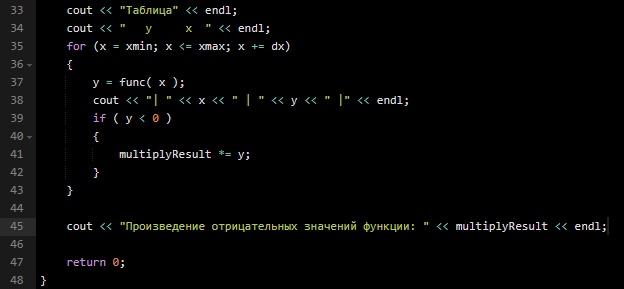 33 cout << "Таблица" << endl;
34 cout << "   y     x  " << endl;
35 for (x = xmin; x <= xmax; x += dx)
36 {
37 y = func( x );
38 cout << "| " << x << " | " << y << " |" << endl;
39 if ( y < 0 )
40 {
41 multiplyResult *= y;
42 }
43 }
44
45 cout << "Произведение отрицательных значений функции: " << multiplyResult << endl;
46
47 return 0;
48 }